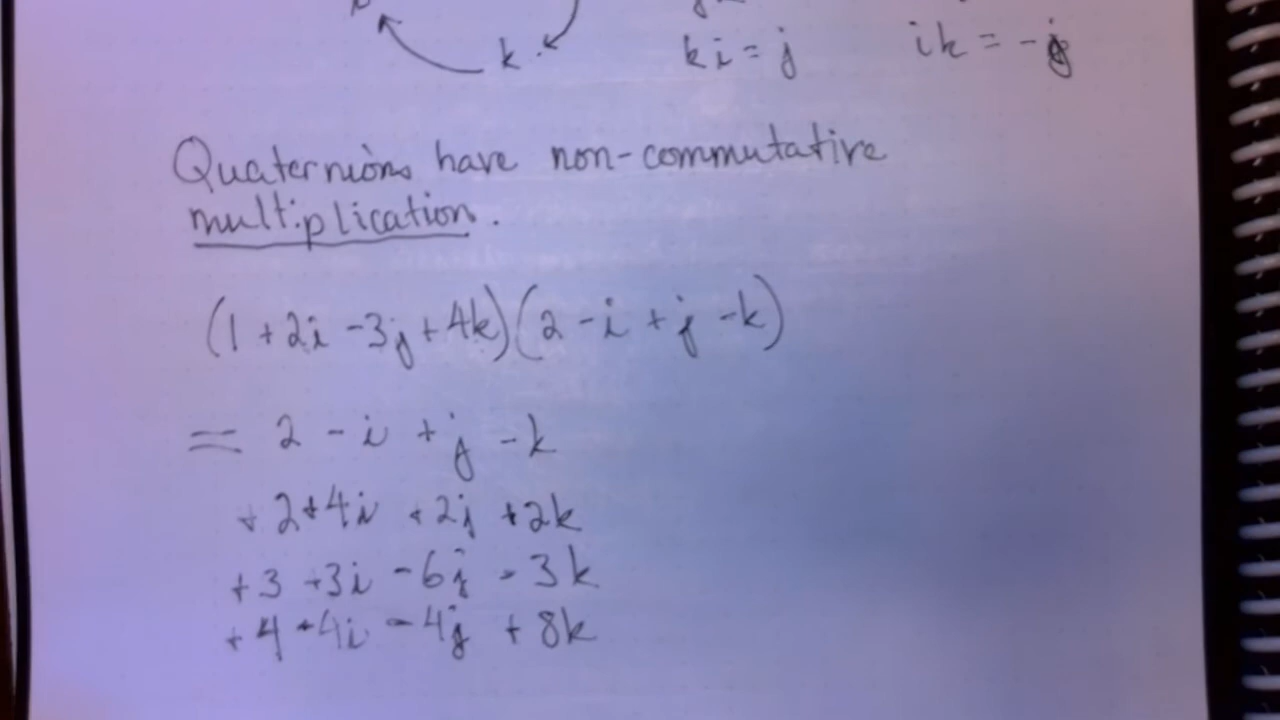 k
ki = j
ik = -j
Quaternions have non-commutative
multiplication.
(1 + 2i - 3j + 4k)(2 - i + j - k)
= 2 - i + j - k
+ 2 + 4i + 2j + 2k
+ 3 + 3i - 6j - 3k
+ 4 - 4i - 4j + 8k